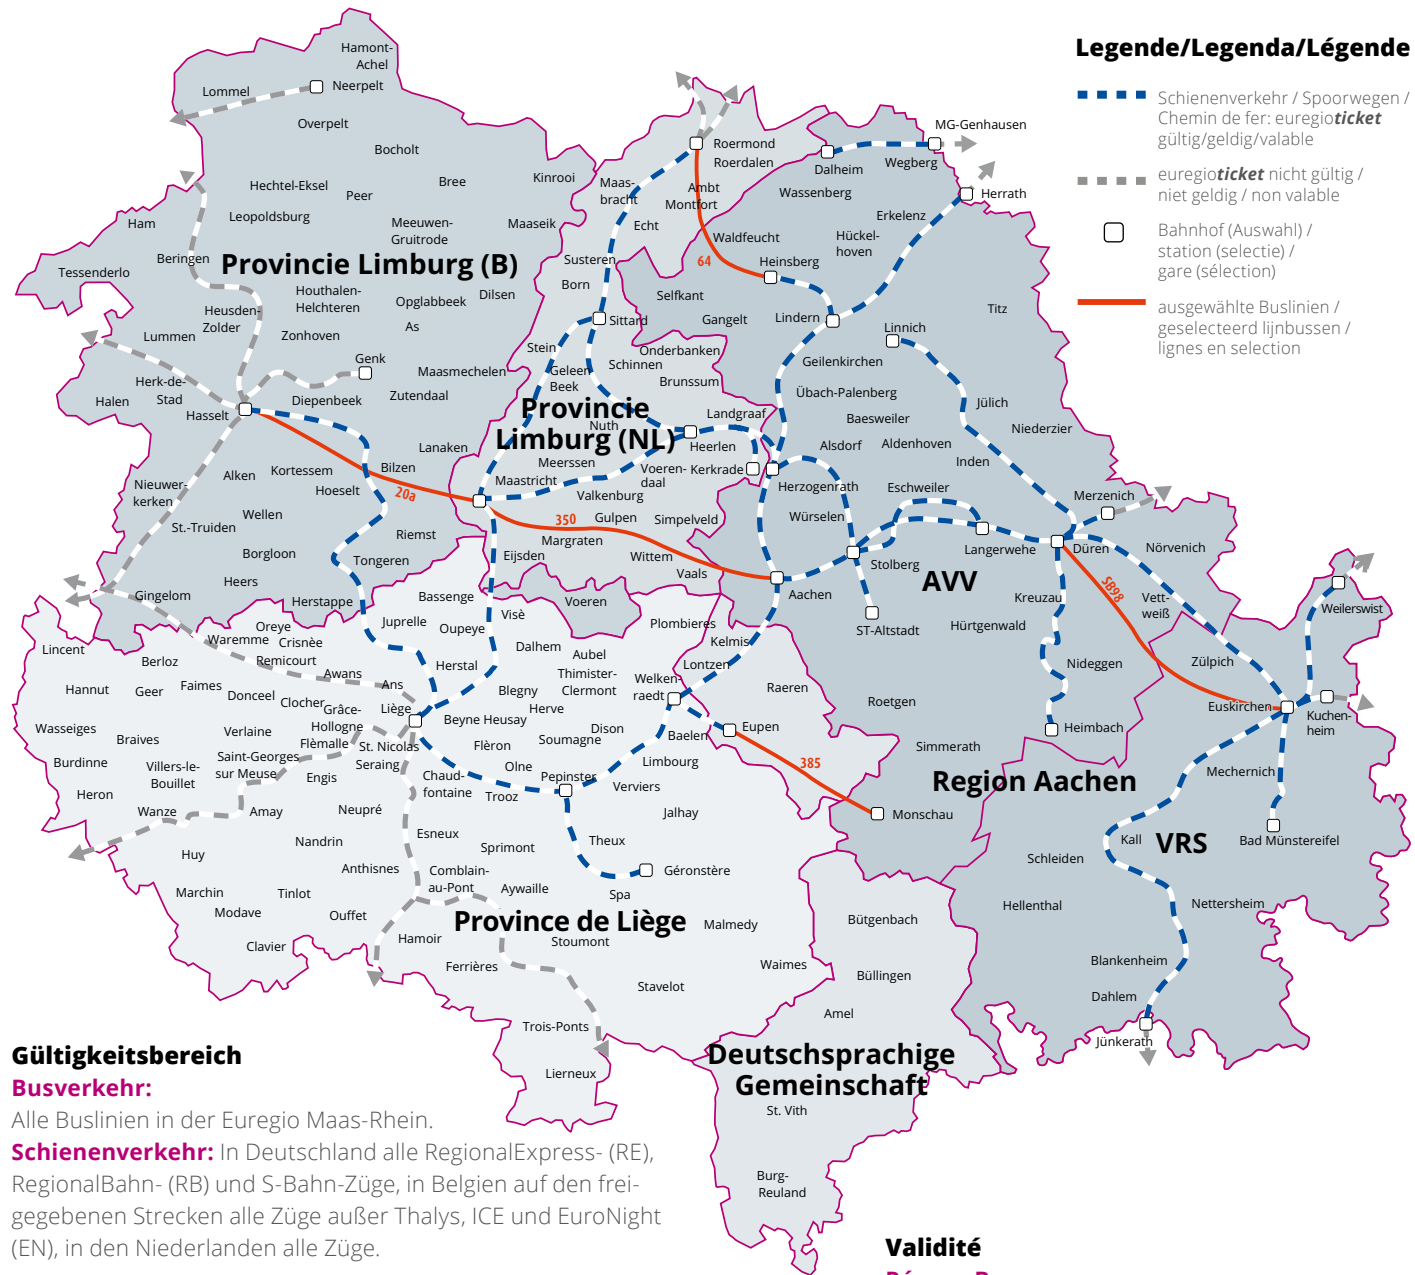 Legende/Legenda/Légende
Schienenverkehr / Spoorwegen /
Chemin de fer: euregioticket
gültig/geldig/valable
euregioticket nicht gültig /
niet geldig / non valable
Bahnhof (Auswahl) /
station (selectie) /
gare (sélection)
ausgewählte Buslinien /
geselecteerd lijnbussen /
lignes en selection
Hamont-
Achel
Neerpelt
Lommel
Overpelt
Bocholt
Hechtel-Eksel
Peer
Bree
Kinrooi
Leopoldsburg
Meeuwen-
Gruitrode
Maaseik
Ham
Beringen
Tessenderlo
Provincie Limburg (B)
Houthalen-
Helchteren
Opglabbeek
Dilsen
Heusden-
Zolder
As
Lummen
Zonhoven
Genk
Maasmechelen
Herk-de-
Stad
Halen
Hasselt
Diepenbeek
Zutendaal
Lanaken
Alken
Kortessem
Bilzen
Hoeselt
20a
Nieuwer-
kerken
St.-Truiden
Wellen
Riemst
Borgloon
Tongeren
Heers
Gingelom
Herstappe
Roermond
Roerdalen
Maas-
bracht
Ambt
Montfort
Echt
Susteren
Born
64
Sittard
Stein
Onderbanken
Schinnen
Geleen
Beek
Brunssum
Provincie
Limburg (NL)
Nuth
Landgraaf
Heerlen
Meerssen
Maastricht
Voeren-
daal
Kerkrade
Valkenburg
350
Gulpen
Simpelveld
Margraten
Eijsden
Wittem
Vaals
Voeren
MG-Genhausen
Dalheim
Wegberg
Herrath
Wassenberg
Erkelenz
Waldfeucht
Hückel-
hoven
Heinsberg
Selfkant
Gangelt
Lindern
Titz
Linnich
Geilenkirchen
Übach-Palenberg
Baesweiler
Jülich
Niederzier
Alsdorf
Aldenhoven
Inden
Herzogenrath
Eschweiler
Merzenich
Würselen
Langerwehe
Düren
Nörvenich
Stolberg
AVV
Aachen
Kreuzau
SB98
Vett-
weiß
ST-Altstadt
Hürtgenwald
Weilerswist
Nideggen
Zülpich
Roetgen
Euskirchen
Kuchen-
heim
Heimbach
Simmerath
Region Aachen
Mechernich
Monschau
Kall
VRS
Bad Münstereifel
Schleiden
Hellenthal
Nettersheim
Blankenheim
Dahlem
Jünkerath
Lincent
Oreye
Waremme
Crisnèe
Remicourt
Berloz
Hannut
Geer
Faimes
Donceel
Awans
Ans
Clocher
Grâce-
Hollogne
Liège
Wasseiges
Braives
Verlaine
Flèmalle
St. Nicolas
Seraing
Burdinne
Villers-le-
Bouillet
Saint-Georges
sur Meuse
Engis
Heron
Wanze
Amay
Neupré
Huy
Nandrin
Anthisnes
Marchin
Modave
Tinlot
Ouffet
Clavier
Bassenge
Juprelle
Oupeye
Visè
Dalhem
Herstal
Aubel
Thimister-
Clermont
Blegny
Herve
Beyne Heusay
Dison
Flèron
Soumagne
Olne
Chaud-
fontaine
Trooz
Pepinster
Verviers
Plombieres
Kelmis
Lontzen
Welken-
raedt
Raeren
Baelen
Eupen
Limbourg
385
Jalhay
Esneux
Theux
Sprimont
Comblain-
au-Pont
Aywaille
Géronstère
Spa
Province de Liège
Hamoir
Ferrières
Stoumont
Malmedy
Waimes
Stavelot
Trois-Ponts
Lierneux
Bütgenbach
Büllingen
Amel
Deutschsprachige
Gemeinschaft
St. Vith
Burg-
Reuland
Gültigkeitsbereich
Busverkehr:
Alle Buslinien in der Euregio Maas-Rhein.
Schienenverkehr: In Deutschland alle RegionalExpress- (RE),
RegionalBahn- (RB) und S-Bahn-Züge, in Belgien auf den frei-
gegebenen Strecken alle Züge außer Thalys, ICE und EuroNight
(EN), in den Niederlanden alle Züge.
Validité